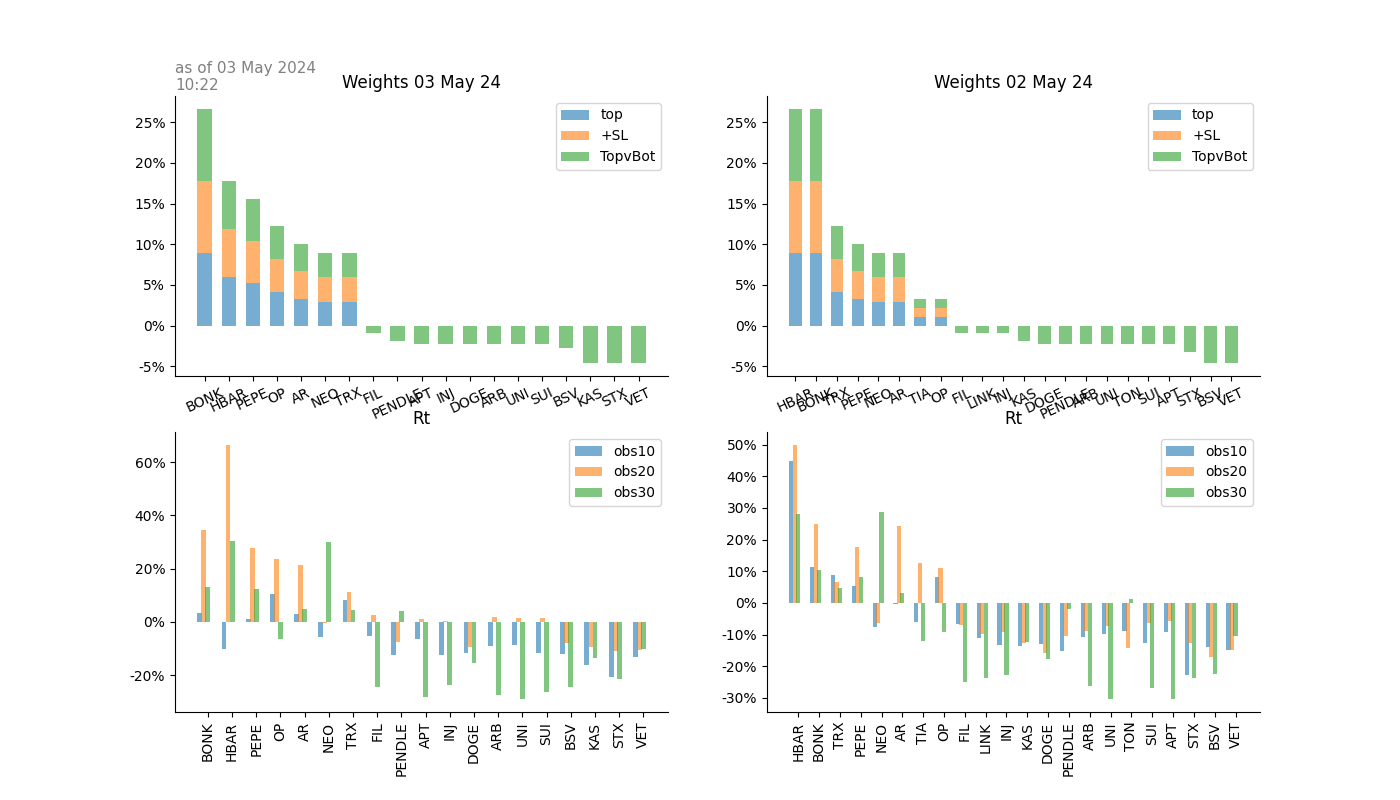 as of 03 May 2024
10:22
Weights 03 May 24
25%
20%
15%
10%
5%
0%
-5%
top
+SL
TopvBot
BONK HBAR PEPE OP AR NEO TRX FIL PENDLE APT INJ DOGE ARB UNI SUI BSV KAS STX VET
Weights 02 May 24
25%
20%
15%
10%
5%
0%
-5%
top
+SL
TopvBot
HBAR BONK TRX PEPE NEO AR TIA OP FIL LINK INJ KAS DOGE PENDLE ARB UNI TON SUI APT STX BSV VET
Rt
60%
40%
20%
0%
-20%
obs10
obs20
obs30
BONK HBAR PEPE OP AR NEO TRX FIL PENDLE APT INJ DOGE ARB UNI SUI BSV KAS STX VET
Rt
50%
40%
30%
20%
10%
0%
-10%
-20%
-30%
obs10
obs20
obs30
HBAR BONK TRX PEPE NEO AR TIA OP FIL LINK INJ KAS DOGE PENDLE ARB UNI TON SUI APT STX BSV VET